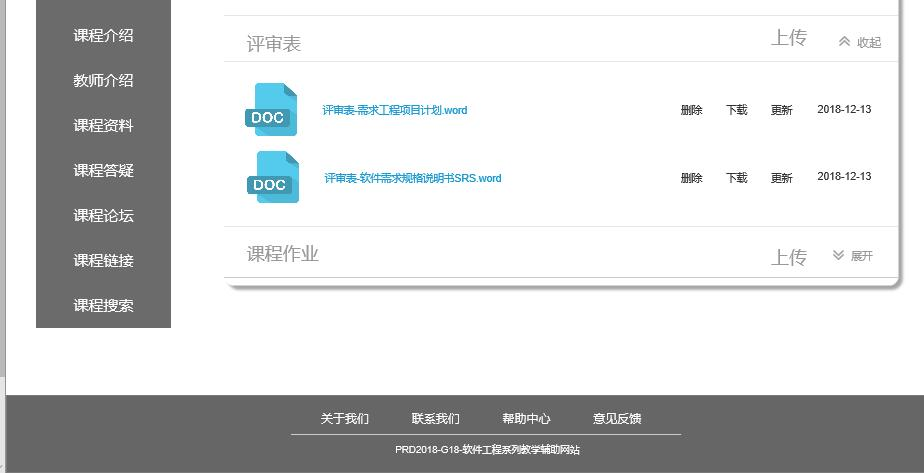 课程介绍
教师介绍
课程资料
课程答疑
课程论坛
课程链接
课程搜索
评审表 上传 收起
DOC 评审表-需求工程项目计划.word 删除 下载 更新 2018-12-13
DOC 评审表-软件需求规格说明书SRS.word 删除 下载 更新 2018-12-13
课程作业 上传 展开
关于我们 联系我们 帮助中心 意见反馈
PRD2018-G18-软件工程系列教学辅助网站